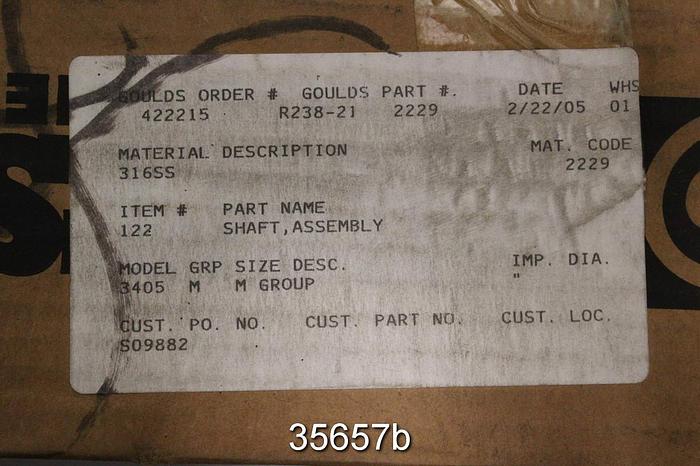 GOULDS ORDER # GOULDS PART #. DATE WHS
422215 R238-21 2229 2/22/05 01
MATERIAL DESCRIPTION MAT. CODE
316SS 2229
ITEM # PART NAME
122 SHAFT,ASSEMBLY
MODEL GRP SIZE DESC. IMP. DIA.
3405 M M GROUP "
CUST. PO. NO. CUST. PART NO. CUST. LOC.
S09882
35657b